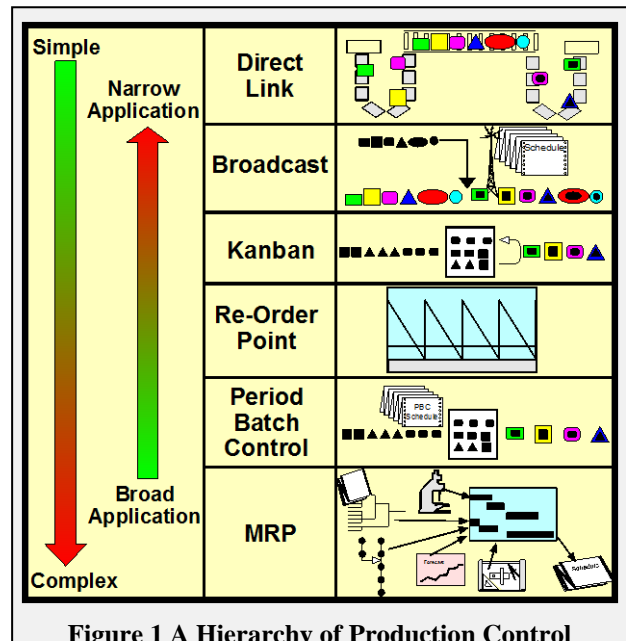 Simple
Narrow
Application
Broad
Application
Complex
Direct
Link
Broadcast
Schedule
Kanban
Re-Order
Point
Period
Batch
Control
PBC
Schedule
MRP
Forecast
Schedule
Figure 1 A Hierarchy of Production Control